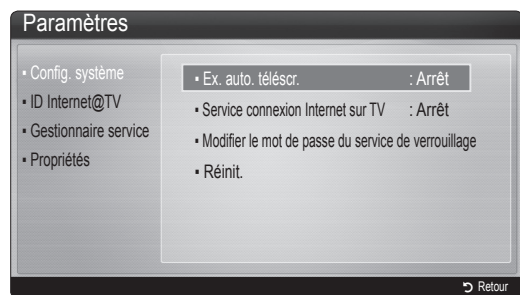 Paramètres
▪ Config. système
▪ ID Internet@TV
▪ Gestionnaire service
▪ Propriétés
▪ Ex. auto. téléscr. : Arrêt
▪ Service connexion Internet sur TV : Arrêt
▪ Modifier le mot de passe du service de verrouillage
▪ Réinit.
Retour